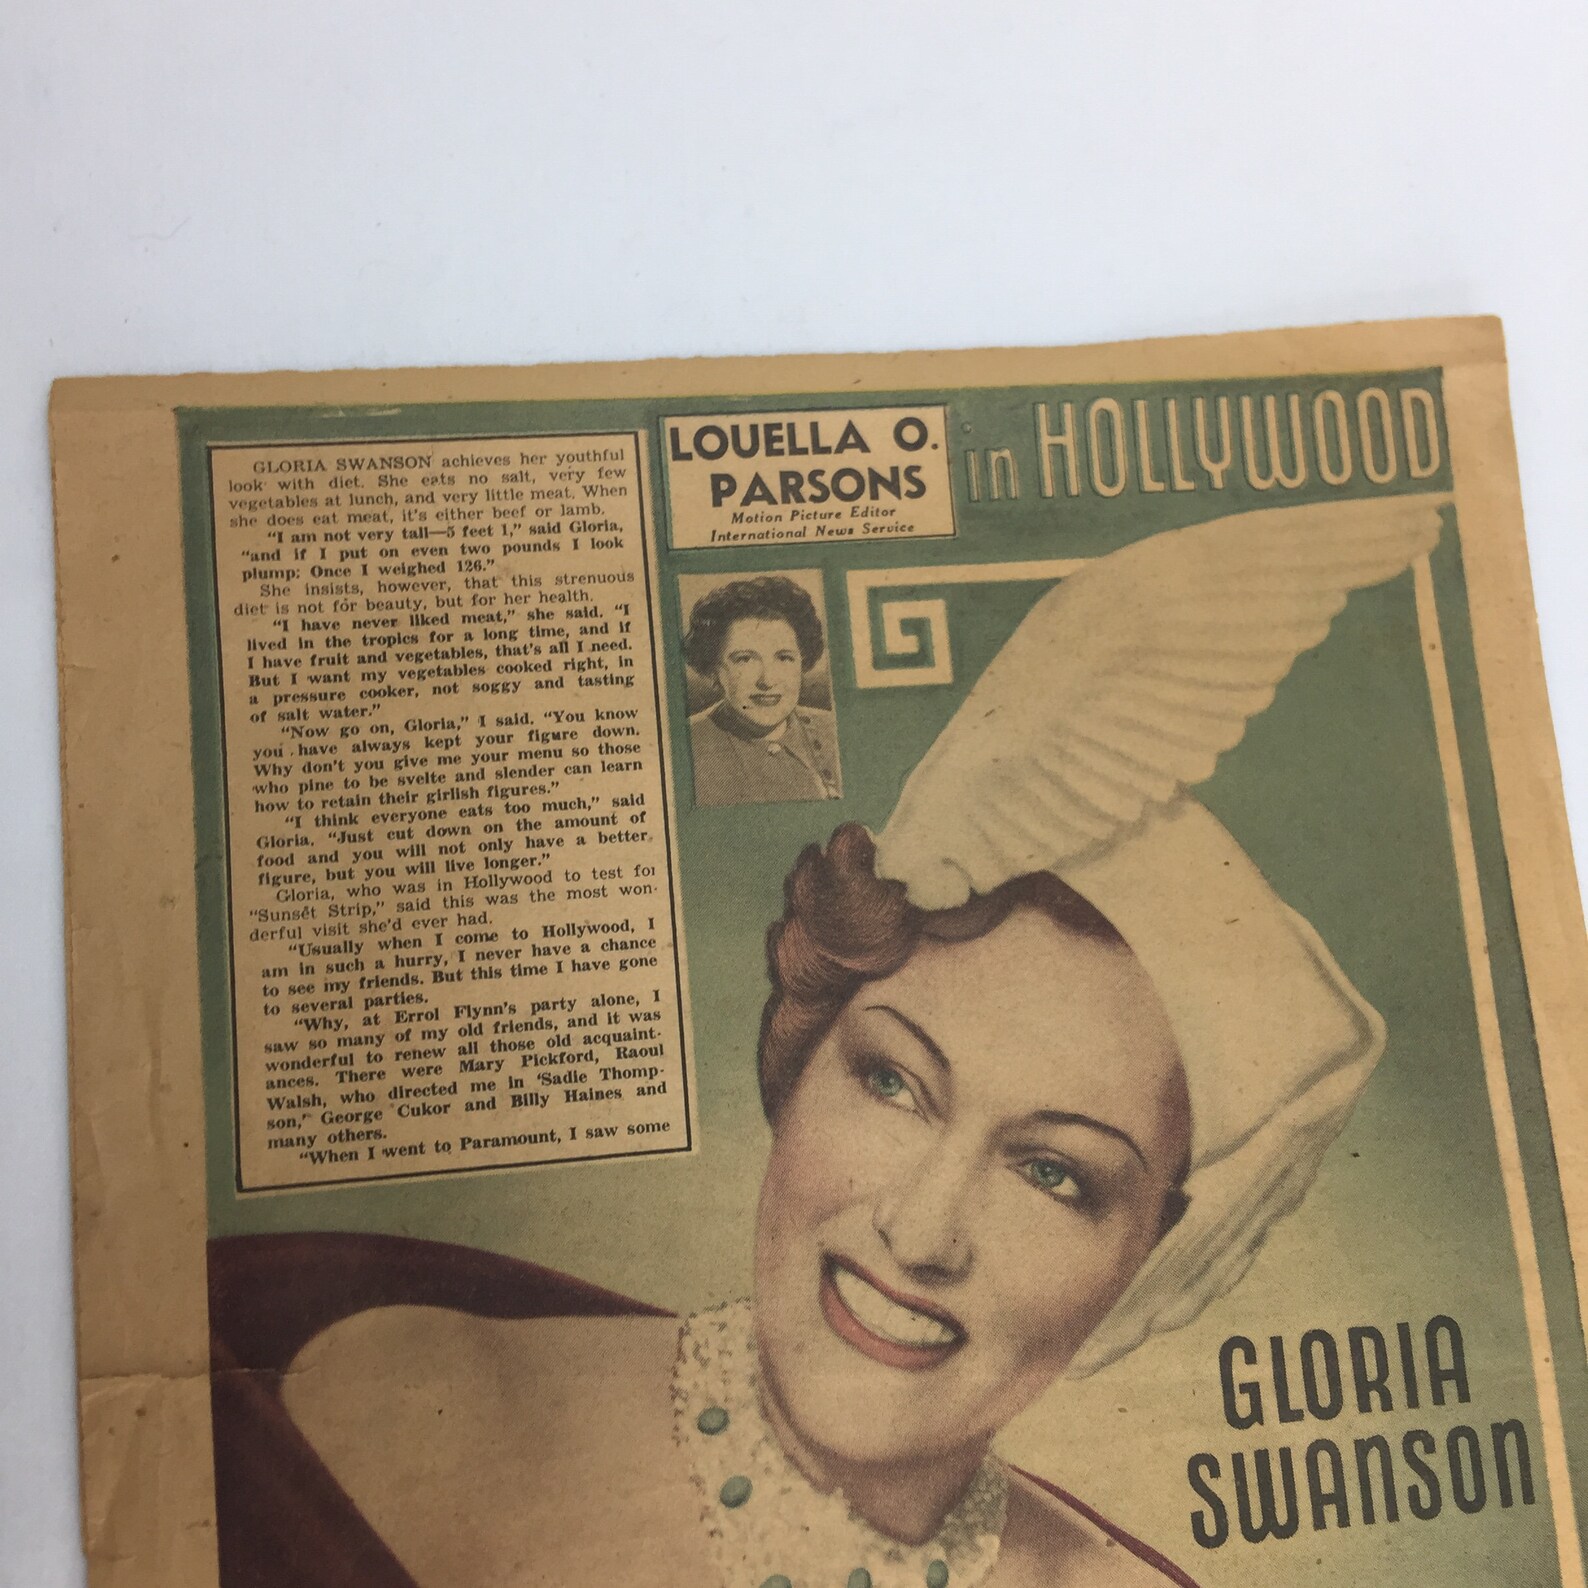 GLORIA SWANSON achieves her youthful
look with diet. She eats no salt, very few
vegetables at lunch, and very little meat. When
she does eat meat, it's either beef or lamb.
"I am not very tall—5 feet 1," said Gloria,
"and if I put on even two pounds I look
plump: Once I weighed 126."
She insists, however, that this strenuous
diet is not for beauty, but for her health.
"I have never liked meat," she said. "I
lived in the tropics for a long time, and if
I have fruit and vegetables, that's all I need.
But I want my vegetables cooked right, in
a pressure cooker, not soggy and tasting
of salt water."
"Now go on, Gloria," I said. "You know
you have always kept your figure down.
Why don't you give me your menu so those
who pine to be svelte and slender can learn
how to retain their girlish figures."
"I think everyone eats too much," said
Gloria. "Just cut down on the amount of
food and you will not only have a better
figure, but you will live longer."
Gloria, who was in Hollywood to test for
"Sunset Strip," said this was the most won-
derful visit she'd ever had.
"Usually when I come to Hollywood, I
am in such a hurry, I never have a chance
to see my friends. But this time I have gone
to several parties.
"Why, at Errol Flynn's party alone, I
saw so many of my old friends, and it was
wonderful to renew all those old acquaint-
ances. There were Mary Pickford, Raoul
Walsh, who directed me in 'Sadie Thomp-
son,' George Cukor and Billy Haines and
many others.
"When I went to Paramount, I saw some
LOUELLA O.
PARSONS
Motion Picture Editor
International News Service
in HOLLYWOOD
GLORIA
SWANSON